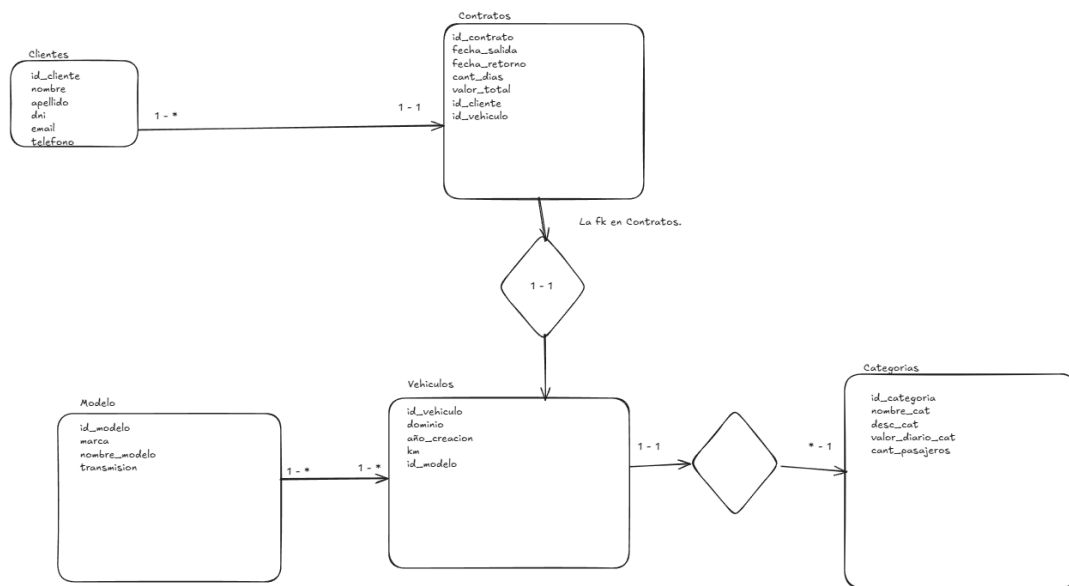 Contratos
id_contrato
fecha_salida
fecha_retorno
cant_dias
valor_total
id_cliente
id_vehiculo
Clientes
id_cliente
nombre
apellido
dni
email
telefono
1 - *
1 - 1
La fk en Contratos.
1 - 1
Modelo
id_modelo
marca
nombre_modelo
transmision
1 - *
1 - *
Vehiculos
id_vehiculo
dominio
año_creacion
km
id_modelo
1 - 1
* - 1
Categorias
id_categoria
nombre_cat
desc_cat
valor_diario_cat
cant_pasajeros